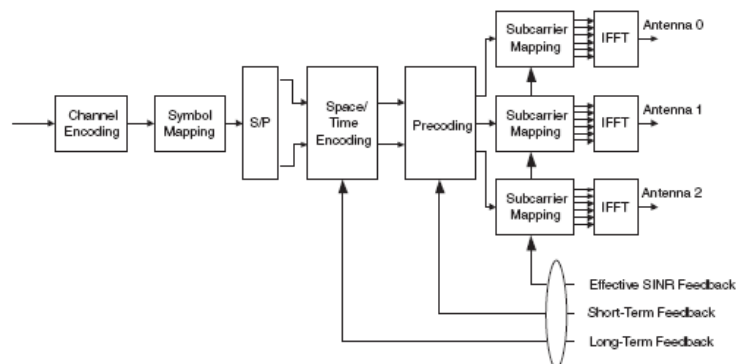 Channel
Encoding
Symbol
Mapping
S/P
Space/
Time
Encoding
Precoding
Subcarrier
Mapping
IFFT
Antenna 0
Subcarrier
Mapping
IFFT
Antenna 1
Subcarrier
Mapping
IFFT
Antenna 2
Effective SINR Feedback
Short-Term Feedback
Long-Term Feedback